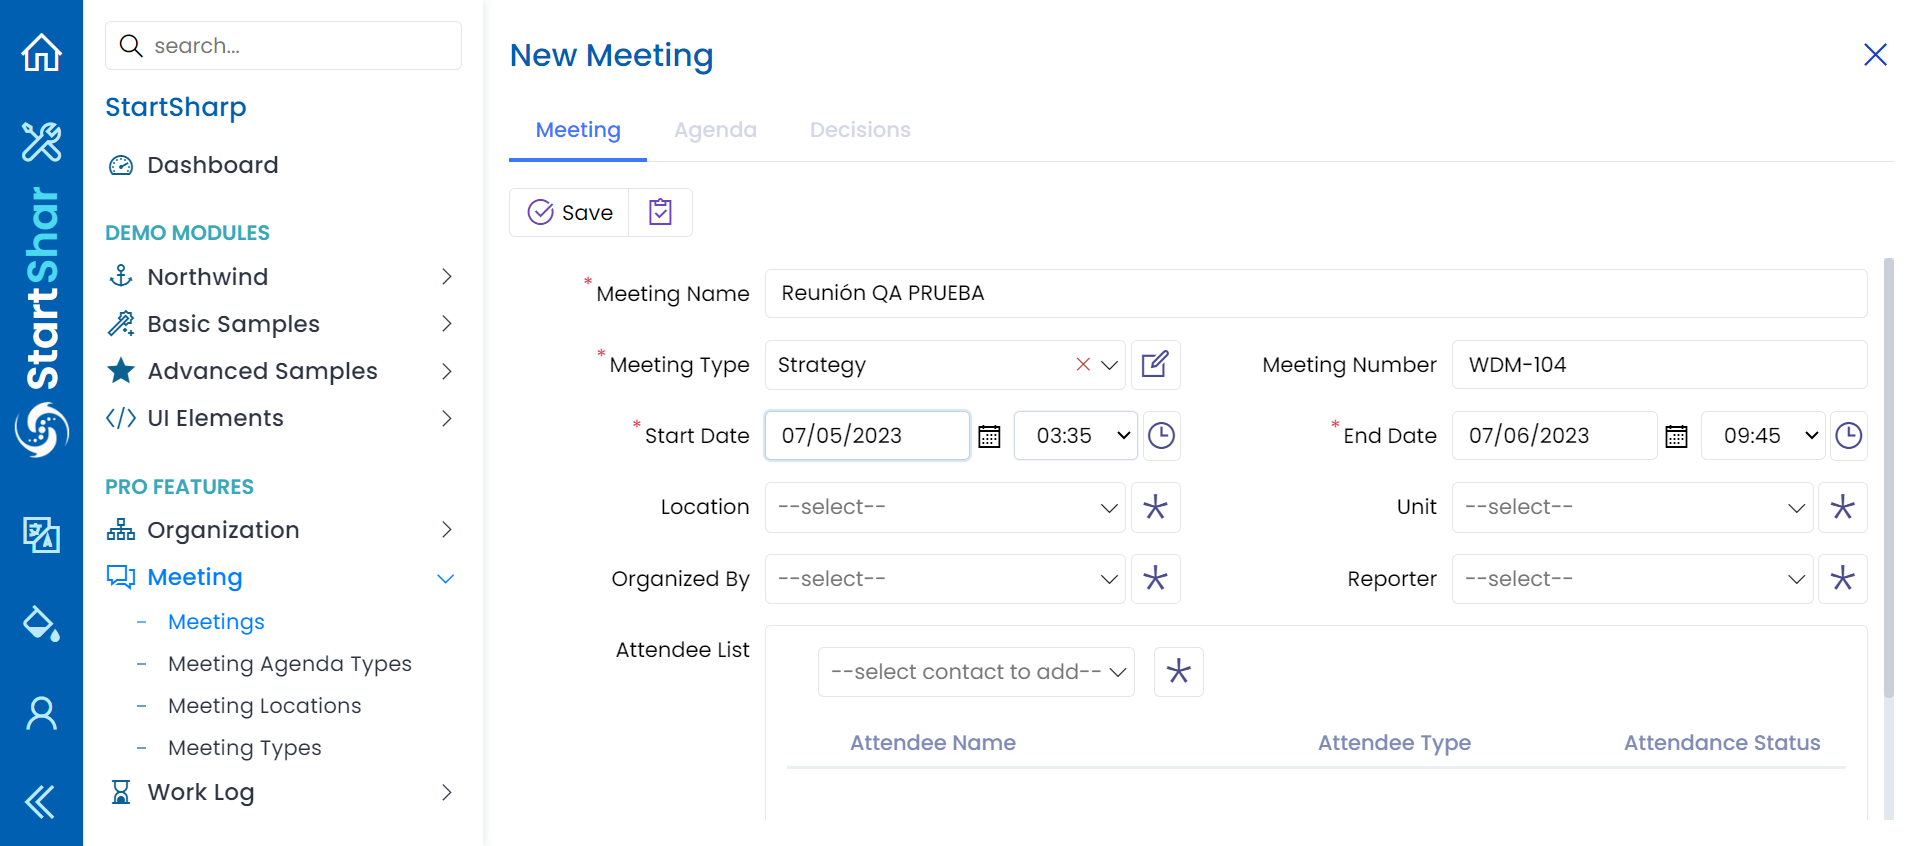 StartShar
search...
StartSharp
Dashboard
DEMO MODULES
Northwind
Basic Samples
Advanced Samples
UI Elements
PRO FEATURES
Organization
Meeting
Meetings
Meeting Agenda Types
Meeting Locations
Meeting Types
Work Log
New Meeting
Meeting Agenda Decisions
Save
* Meeting Name Reunión QA PRUEBA
* Meeting Type Strategy Meeting Number WDM-104
* Start Date 07/05/2023 03:35 * End Date 07/06/2023 09:45
Location --select-- Unit --select--
Organized By --select-- Reporter --select--
Attendee List
--select contact to add--
Attendee Name Attendee Type Attendance Status